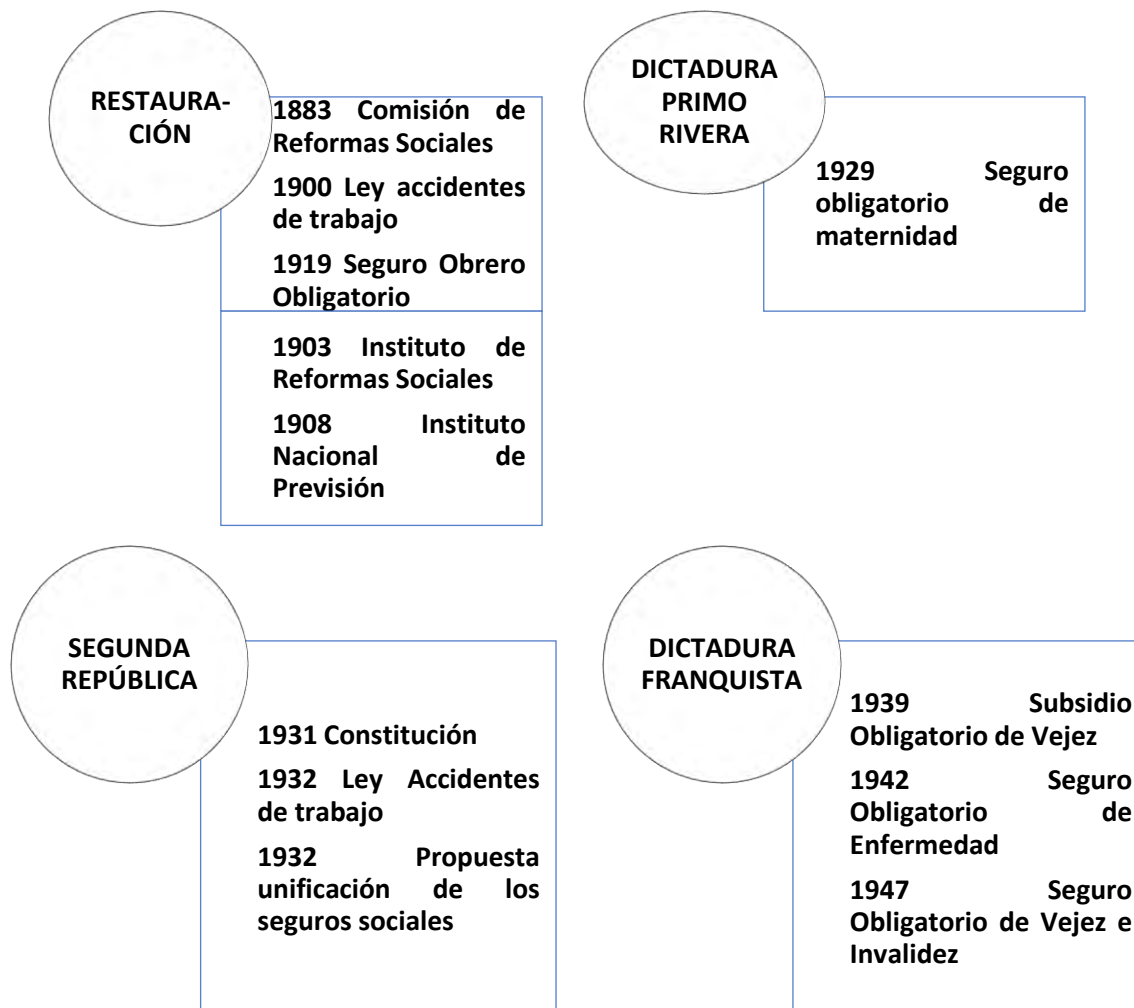 RESTAURA-
CIÓN
1883 Comisión de
Reformas Sociales
1900 Ley accidentes
de trabajo
1919 Seguro Obrero
Obligatorio
1903 Instituto de
Reformas Sociales
1908 Instituto
Nacional de
Previsión
DICTADURA
PRIMO
RIVERA
1929 Seguro
obligatorio de
maternidad
SEGUNDA
REPÚBLICA
1931 Constitución
1932 Ley Accidentes
de trabajo
1932 Propuesta
unificación de los
seguros sociales
DICTADURA
FRANQUISTA
1939 Subsidio
Obligatorio de Vejez
1942 Seguro
Obligatorio de
Enfermedad
1947 Seguro
Obligatorio de Vejez e
Invalidez